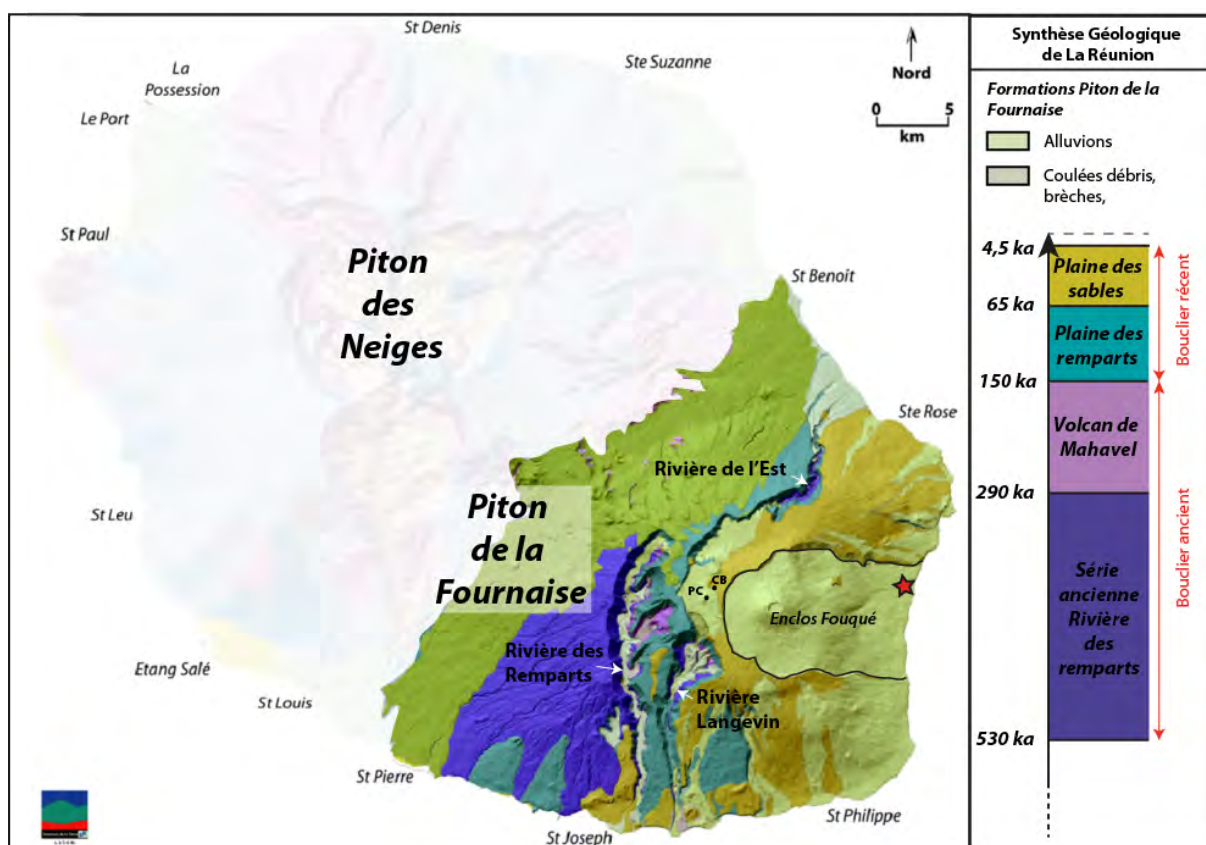 St Denis
Ste Suzanne
La
Possession
Le Port
St Paul
St Leu
Etang Salé
St Louis
St Pierre
St Joseph
St Philippe
Ste Rose
St Benoit
Nord
0 5
km
Piton
des
Neiges
Piton
de la
Fournaise
Rivière de l'Est
Rivière des
Remparts
Rivière
Langevin
CB
PC
Enclos Fouqué
Synthèse Géologique
de La Réunion
Formations Piton de la
Fournaise
Alluvions
Coulées débris,
brèches,
4,5 ka
Plaine des
sables
65 ka
Plaine des
remparts
150 ka
Volcan de
Mahavel
290 ka
Série
ancienne
Rivière
des
remparts
530 ka
Bouclier récent
Bouclier ancient